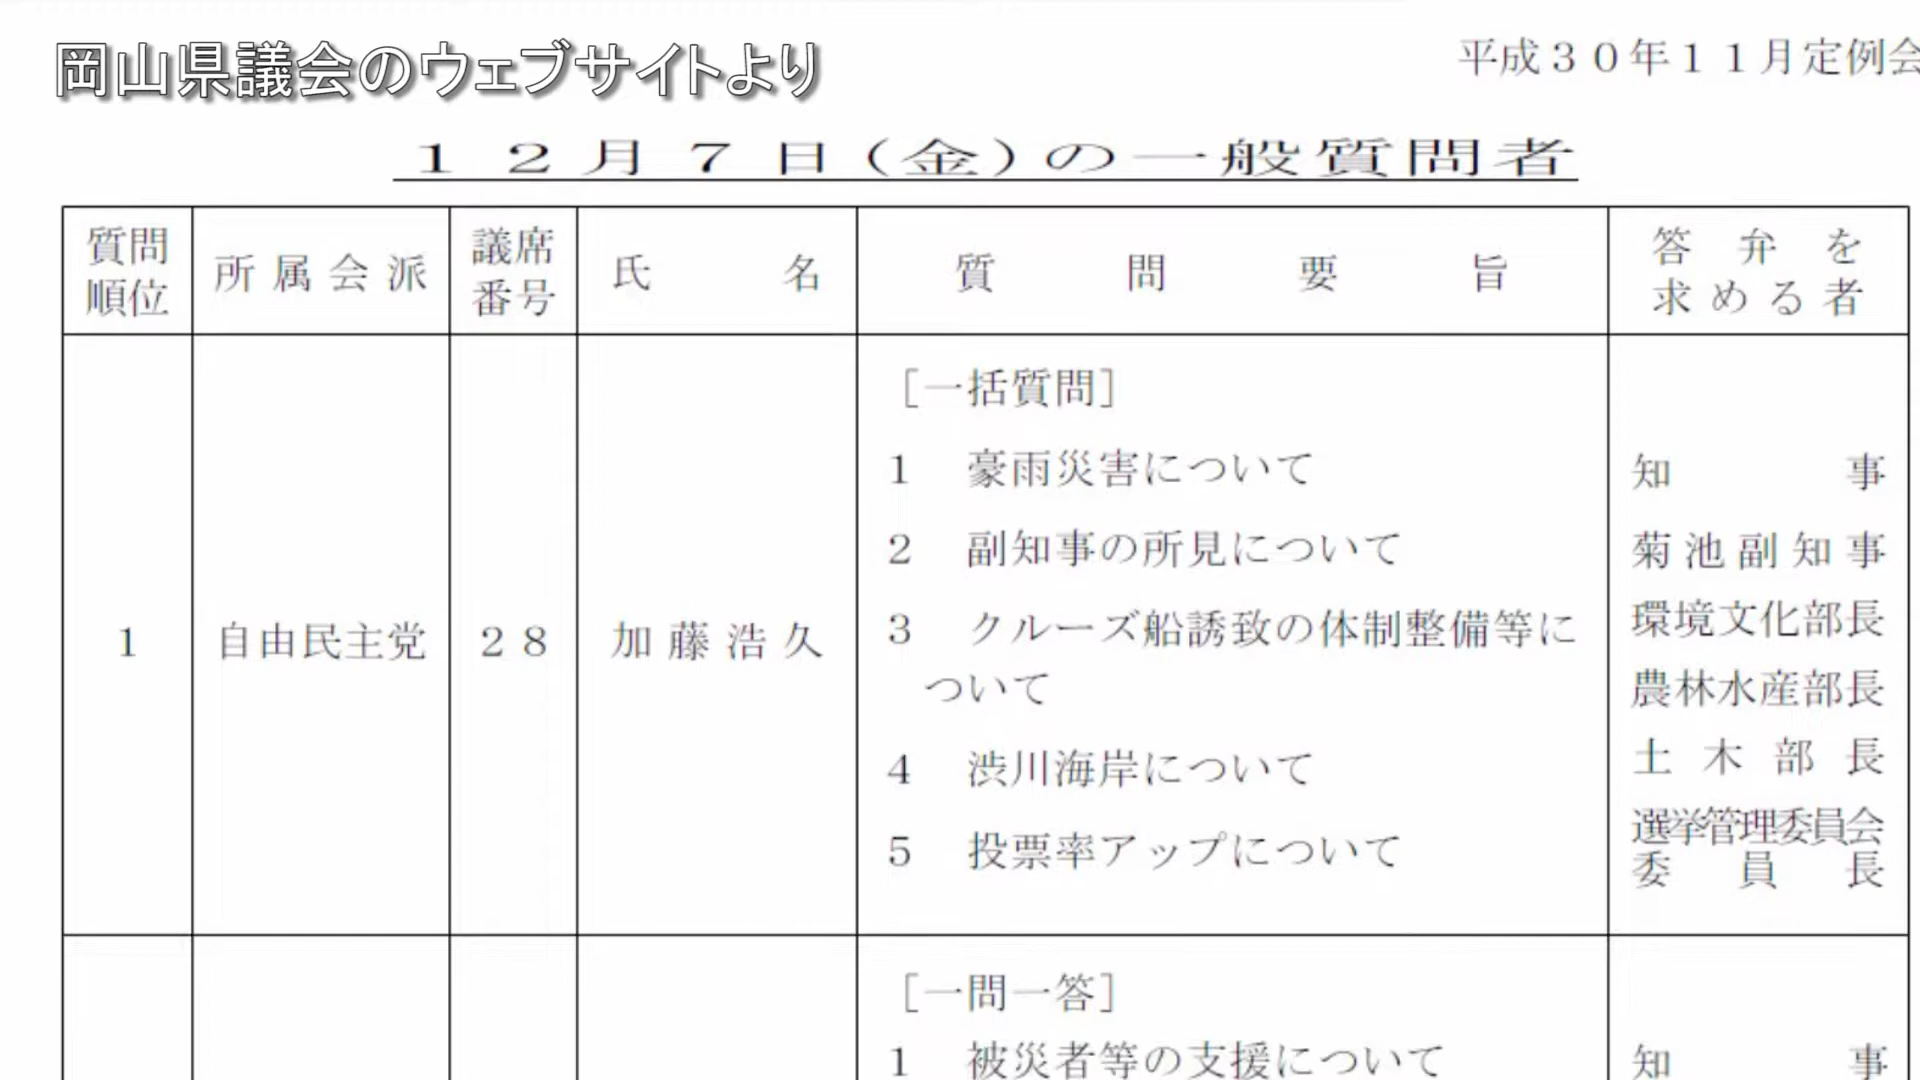 岡山県議会のウェブサイトより
平成30年11月定例会
12月7日(金)の一般質問者
質問順位
所属会派
議席番号
氏名
質問要旨
答弁を求める者
1
自由民主党
28
加藤浩久
[一括質問]
1 豪雨災害について
2 副知事の所見について
3 クルーズ船誘致の体制整備等に
ついて
4 渋川海岸について
5 投票率アップについて
知事
菊池副知事
環境文化部長
農林水産部長
土木部長
選挙管理委員会
委員長
[一問一答]
1 被災者等の支援について
知事